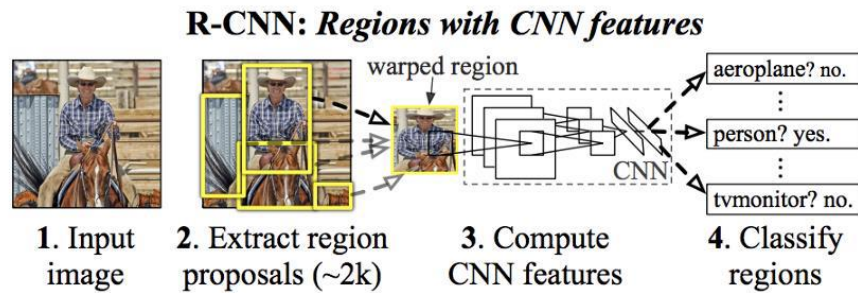 R-CNN: Regions with CNN features
warped region
aeroplane? no.
person? yes.
CNN
tvmonitor? no.
1. Input
image
2. Extract region
proposals (~2k)
3. Compute
CNN features
4. Classify
regions